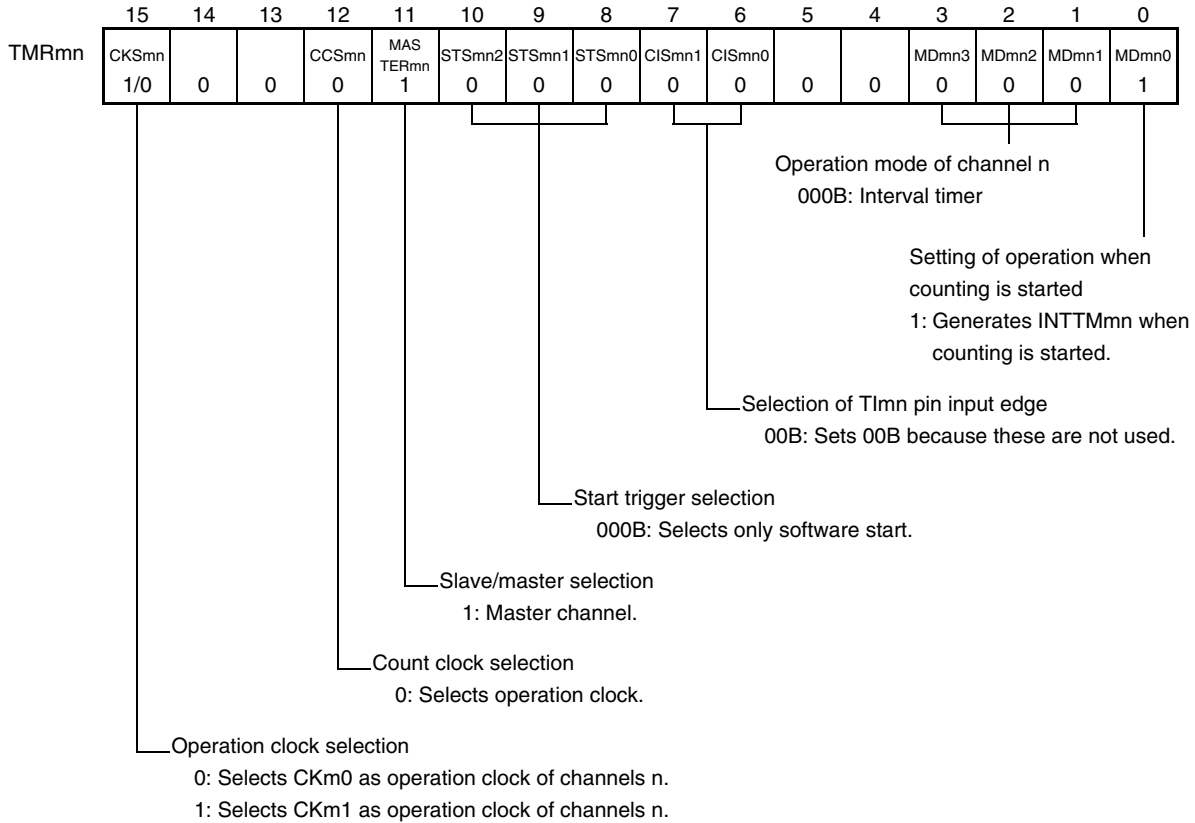 15 14 13 12 11 10 9 8 7 6 5 4 3 2 1 0
TMRmn
CKSmn CCSmn MAS TERmn STSmn2 STSmn1 STSmn0 CISmn1 CISmn0 MDmn3 MDmn2 MDmn1 MDmn0
1/0 0 0 0 1 0 0 0 0 0 0 0 0 0 0 1
Operation mode of channel n
000B: Interval timer
Setting of operation when
counting is started
1: Generates INTTMmn when
counting is started.
Selection of TImn pin input edge
00B: Sets 00B because these are not used.
Start trigger selection
000B: Selects only software start.
Slave/master selection
1: Master channel.
Count clock selection
0: Selects operation clock.
Operation clock selection
0: Selects CKm0 as operation clock of channels n.
1: Selects CKm1 as operation clock of channels n.